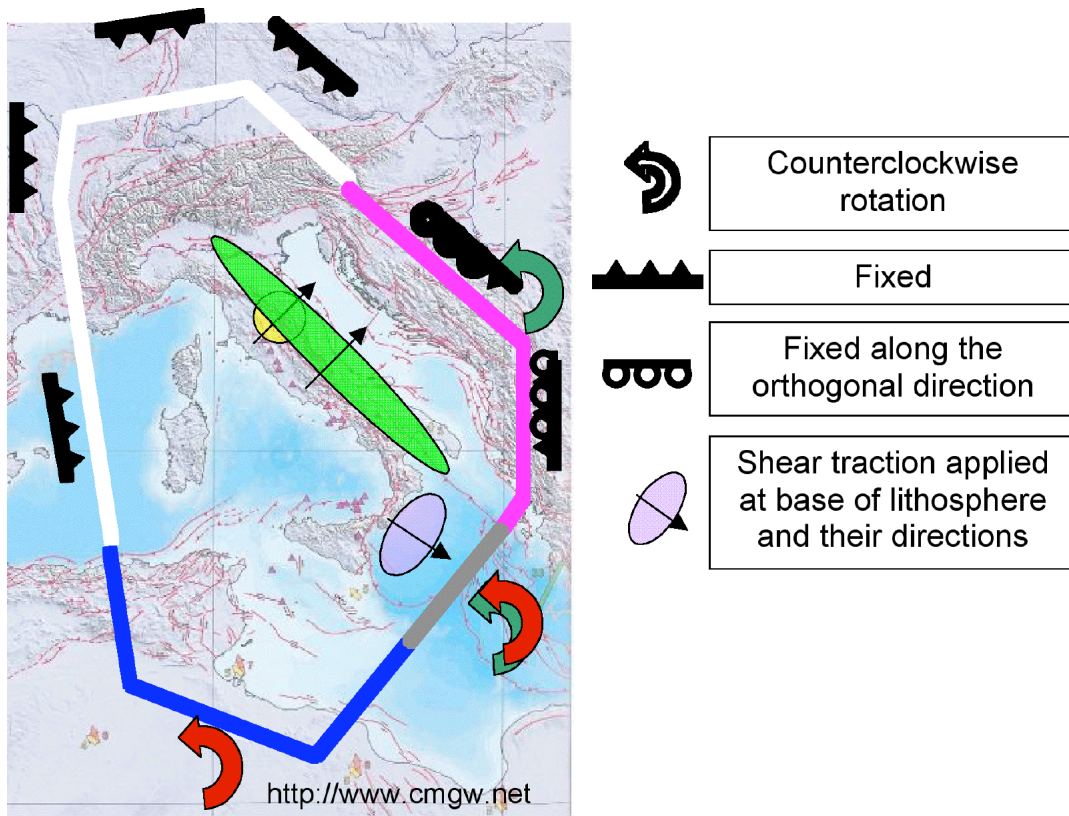 Counterclockwise
rotation
Fixed
Fixed along the
orthogonal direction
Shear traction applied
at base of lithosphere
and their directions
http://www.cmgw.net